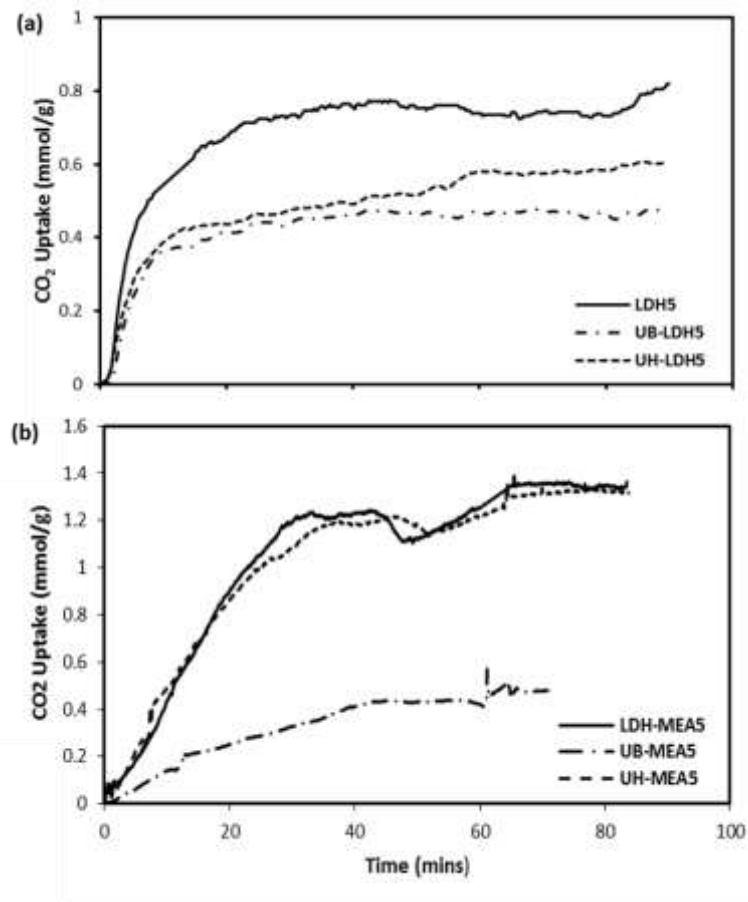 (a)
1
0.8
0.6
0.4
0.2
0
CO₂ Uptake (mmol/g)
LDH5
UB-LDH5
UH-LDH5
(b)
1.6
1.4
1.2
1
0.8
0.6
0.4
0.2
0
CO2 Uptake (mmol/g)
LDH-MEA5
UB-MEA5
UH-MEA5
0 20 40 60 80 100
Time (mins)